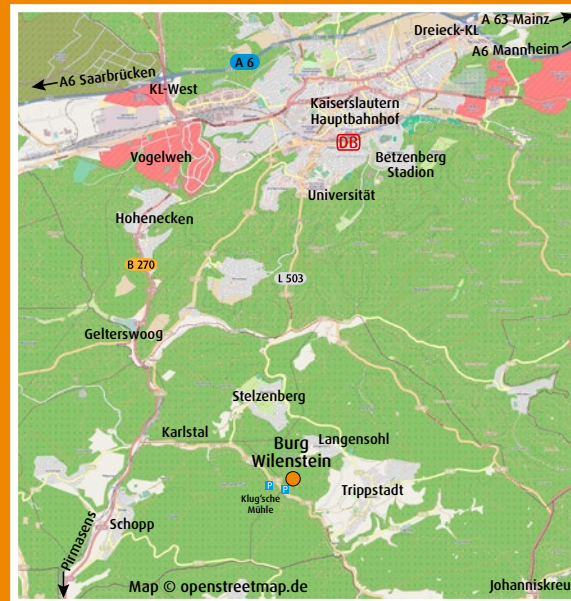 A 63 Mainz
Dreieck-KL
A6 Mannheim
A 6
A6 Saarbrücken
KL-West
Kaiserslautern
Hauptbahnhof
DB
Vogelweh
Betzenberg
Stadion
Universität
Hohenecken
B 270
L 503
Gelterswoog
Stelzenberg
Karlstal
Burg
Wilenstein
Langensohl
P
P
Klug'sche
Mühle
Trippstadt
Schopp
Pirmasens
Map © openstreetmap.de
Johanniskreu